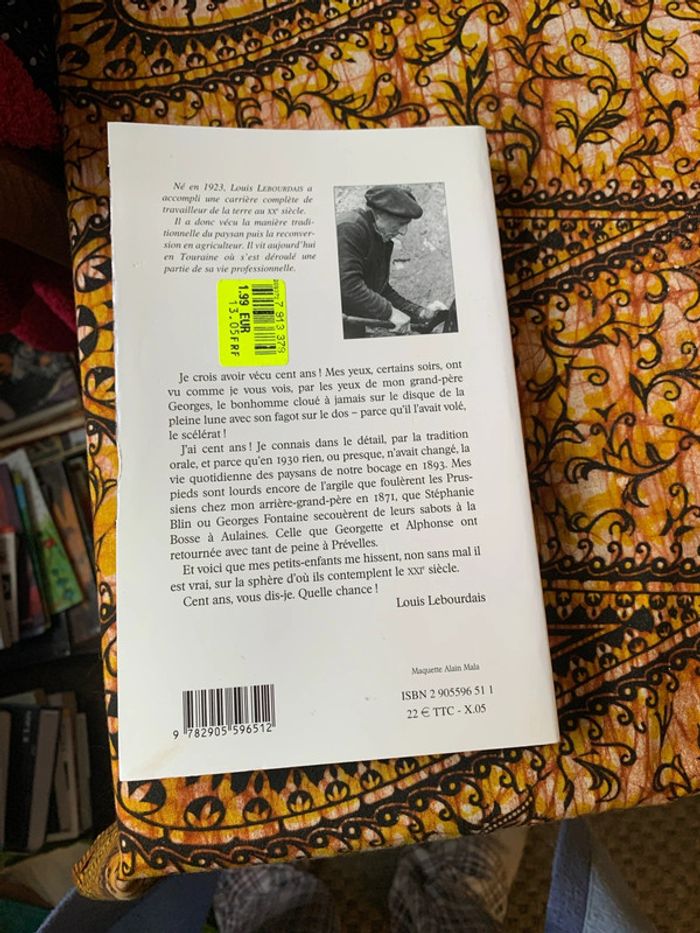 Né en 1923, Louis LEBOURDAIS a
accompli une carrière complète de
travailleur de la terre au XXe siècle.
Il a donc vécu la manière tradi-
tionnelle du paysan puis la reconver-
sion en agriculteur. Il vit aujourd'hui
en Touraine où s'est déroulé une
partie de sa vie professionnelle.
7 913 379
1.99 EUR
13.05FRF
Je crois avoir vécu cent ans ! Mes yeux, certains soirs, ont
vu comme je vous vois, par les yeux de mon grand-père
Georges, le bonhomme cloué à jamais sur le disque de la
pleine lune avec son fagot sur le dos – parce qu'il l'avait volé,
le scélérat !
J'ai cent ans ! Je connais dans le détail, par la tradition
orale, et parce qu'en 1930 rien, ou presque, n'avait changé, la
vie quotidienne des paysans de notre bocage en 1893. Mes
pieds sont lourds encore de l'argile que foulèrent les Prus-
siens chez mon arrière-grand-père en 1871, que Stéphanie
Blin ou Georges Fontaine secouèrent de leurs sabots à la
Bosse à Aulaines. Celle que Georgette et Alphonse ont
retournée avec tant de peine à Prévelles.
Et voici que mes petits-enfants me hissent, non sans mal il
est vrai, sur la sphère d'où ils contemplent le XXIe siècle.
Cent ans, vous dis-je. Quelle chance !
Louis Lebourdais
Maquette Alain Mala
ISBN 2 905596 51 1
22 € TTC - X.05
9 782905 596512